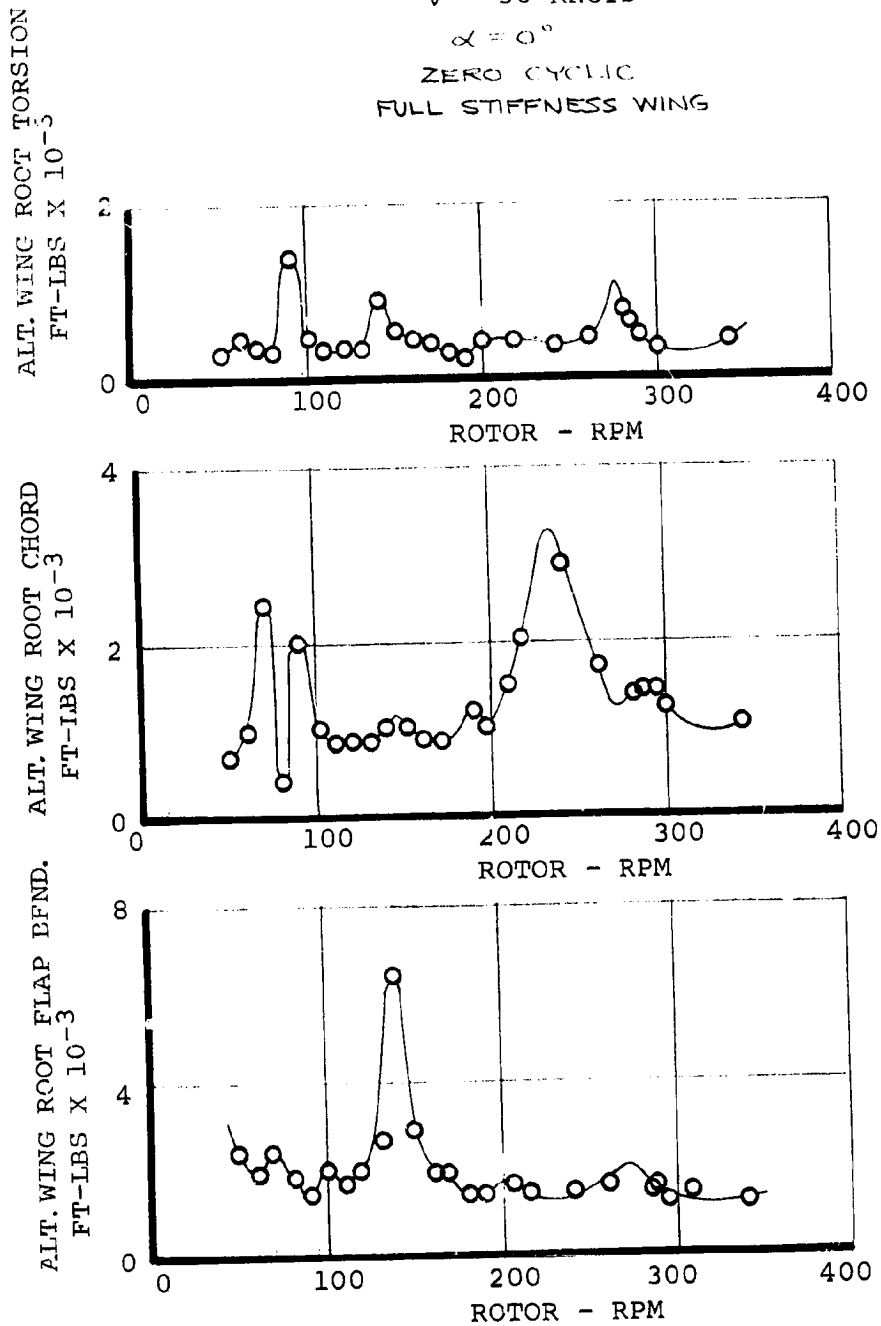 α = 0°
ZERO CYCLIC
FULL STIFFNESS WING
ALT. WING ROOT TORSION
FT-LBS X 10-3
2
0
0 100 200 300 400
ROTOR - RPM
ALT. WING ROOT CHORD
FT-LBS X 10-3
4
2
0
0 100 200 300 400
ROTOR - RPM
ALT. WING ROOT FLAP BEND.
FT-LBS X 10-3
8
4
0
0 100 200 300 400
ROTOR - RPM